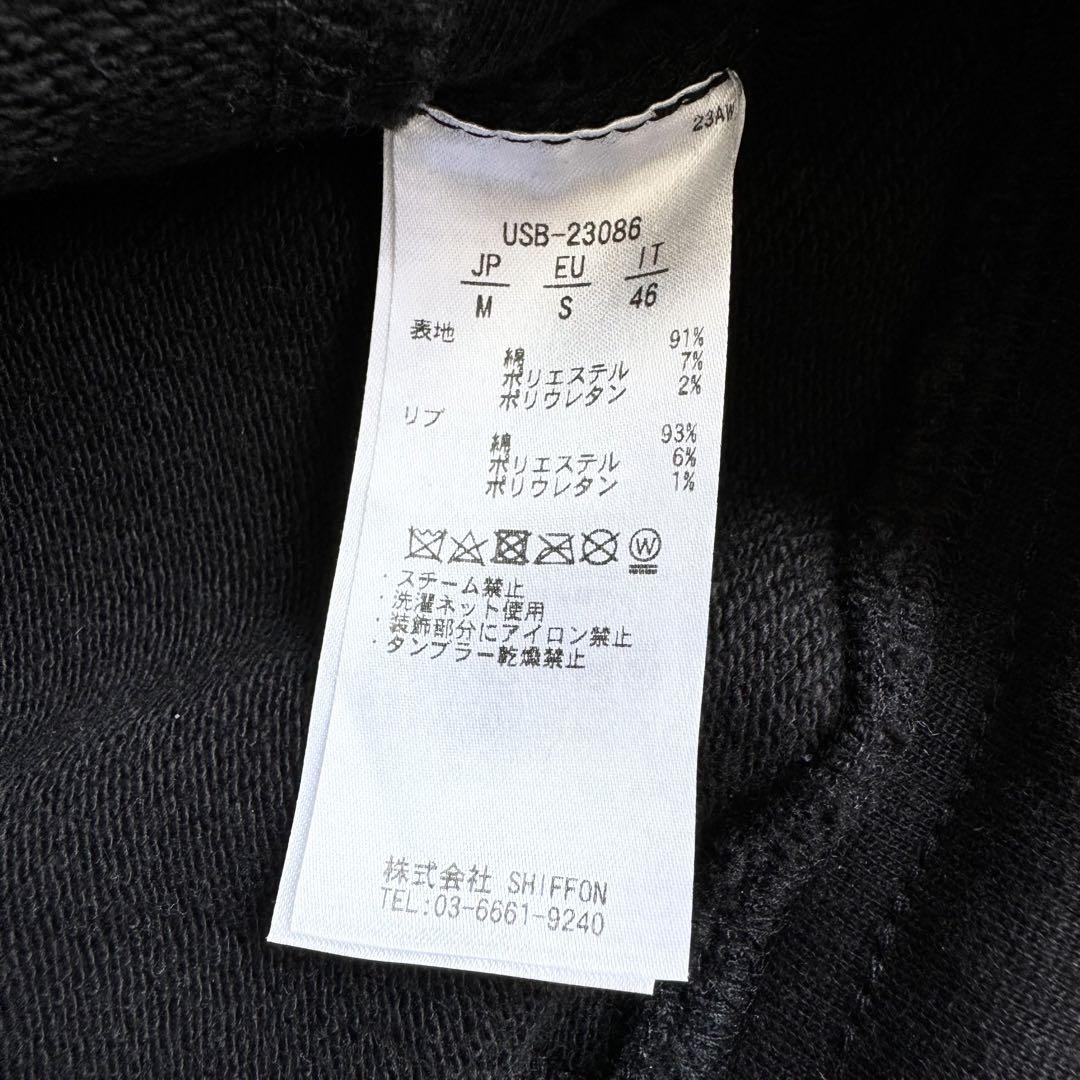 23AW
USB-23086
JP EU IT
M S 46
表地
綿 91%
ポリエステル 7%
ポリウレタン 2%
リブ
綿 93%
ポリエステル 6%
ポリウレタン 1%
W
・スチーム禁止
・洗濯ネット使用
・装飾部分にアイロン禁止
・タンブラー乾燥禁止
株式会社 SHIFFON
TEL:03-6661-9240